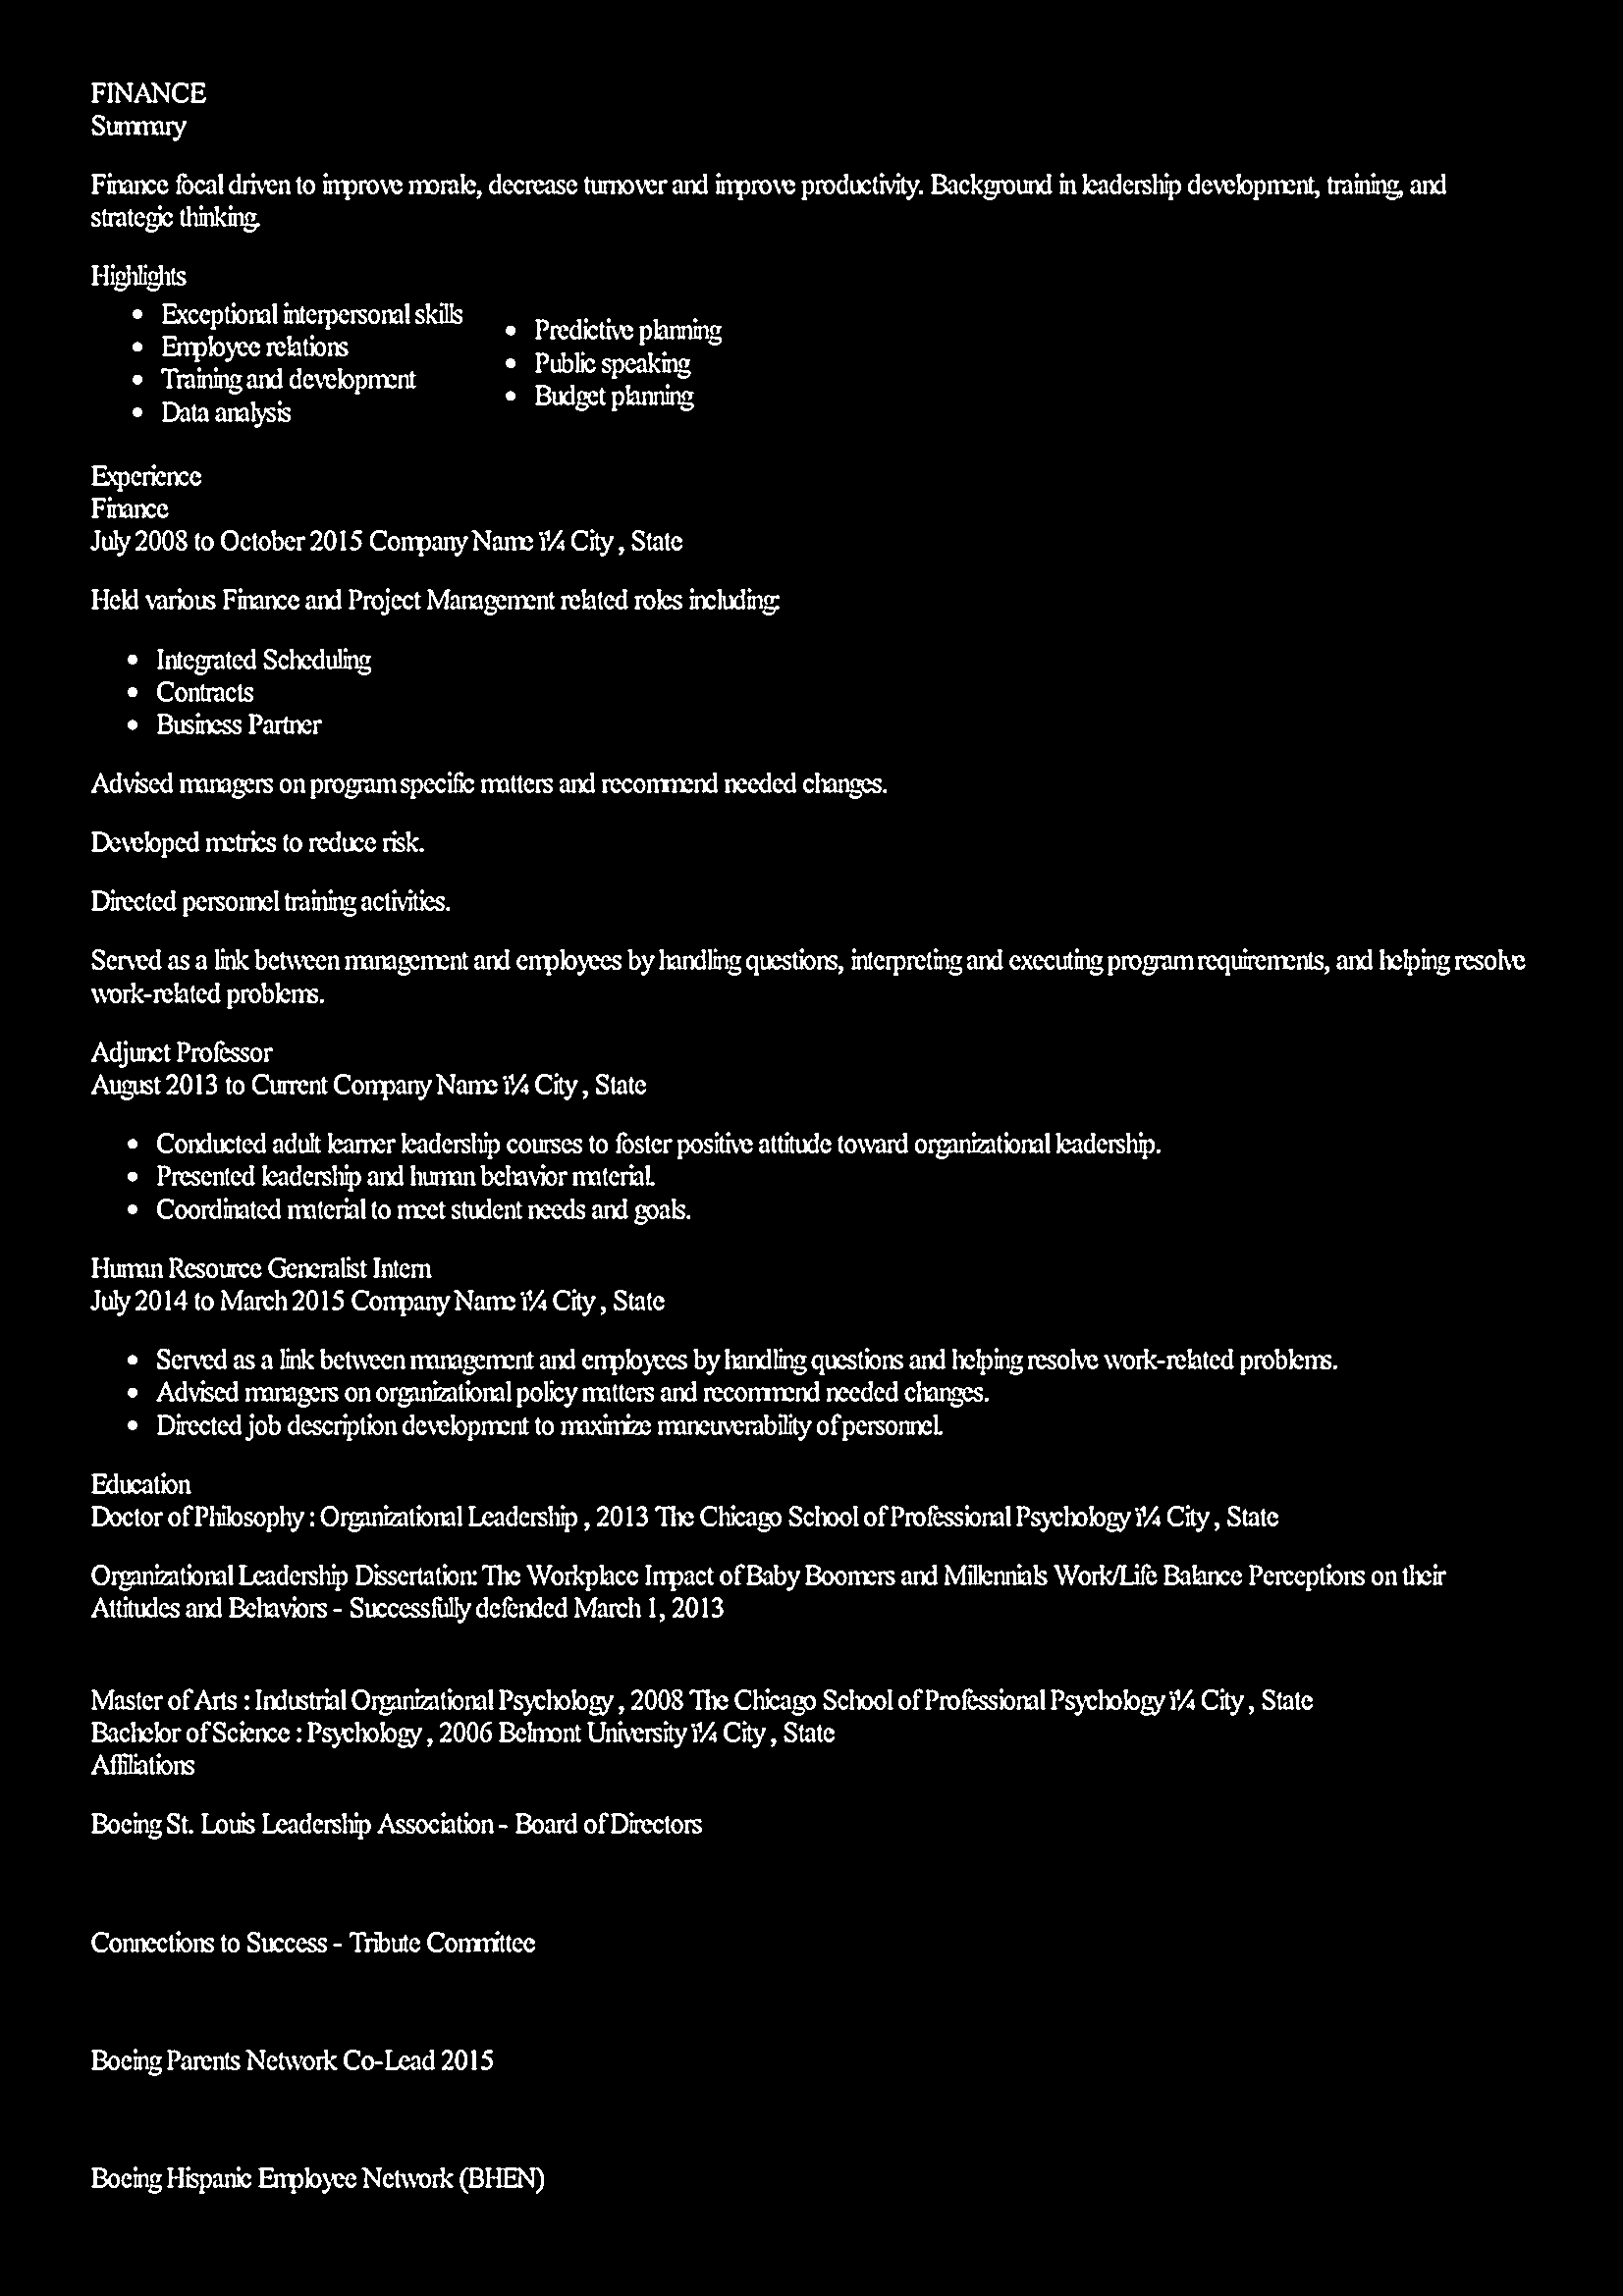 FINANCE
Summary
Finance focal driven to improve morale, decrease turnover and improve productivity. Background in leadership development, training, and
strategic thinking.
Highlights
• Exceptional interpersonal skills
• Employee relations
• Training and development
• Data analysis
• Predictive planning
• Public speaking
• Budget planning
Experience
Finance
July 2008 to October 2015 Company Name ï¼ City , State
Held various Finance and Project Management related roles including:
• Integrated Scheduling
• Contracts
• Business Partner
Advised managers on program specific matters and recommend needed changes.
Developed metrics to reduce risk.
Directed personnel training activities.
Served as a link between management and employees by handling questions, interpreting and executing program requirements, and helping resolve
work-related problems.
Adjunct Professor
August 2013 to Current Company Name ï¼ City , State
• Conducted adult learner leadership courses to foster positive attitude toward organizational leadership.
• Presented leadership and human behavior material.
• Coordinated material to meet student needs and goals.
Human Resource Generalist Intern
July 2014 to March 2015 Company Name ï¼ City , State
• Served as a link between management and employees by handling questions and helping resolve work-related problems.
• Advised managers on organizational policy matters and recommend needed changes.
• Directed job description development to maximize maneuverability of personnel.
Education
Doctor of Philosophy : Organizational Leadership , 2013 The Chicago School of Professional Psychology ï¼ City , State
Organizational Leadership Dissertation: The Workplace Impact of Baby Boomers and Millennials Work/Life Balance Perceptions on their
Attitudes and Behaviors - Successfully defended March 1, 2013
Master of Arts : Industrial Organizational Psychology , 2008 The Chicago School of Professional Psychology ï¼ City , State
Bachelor of Science : Psychology , 2006 Belmont University ï¼ City , State
Affiliations
Boeing St. Louis Leadership Association - Board of Directors
Connections to Success - Tribute Committee
Boeing Parents Network Co-Lead 2015
Boeing Hispanic Employee Network (BHEN)